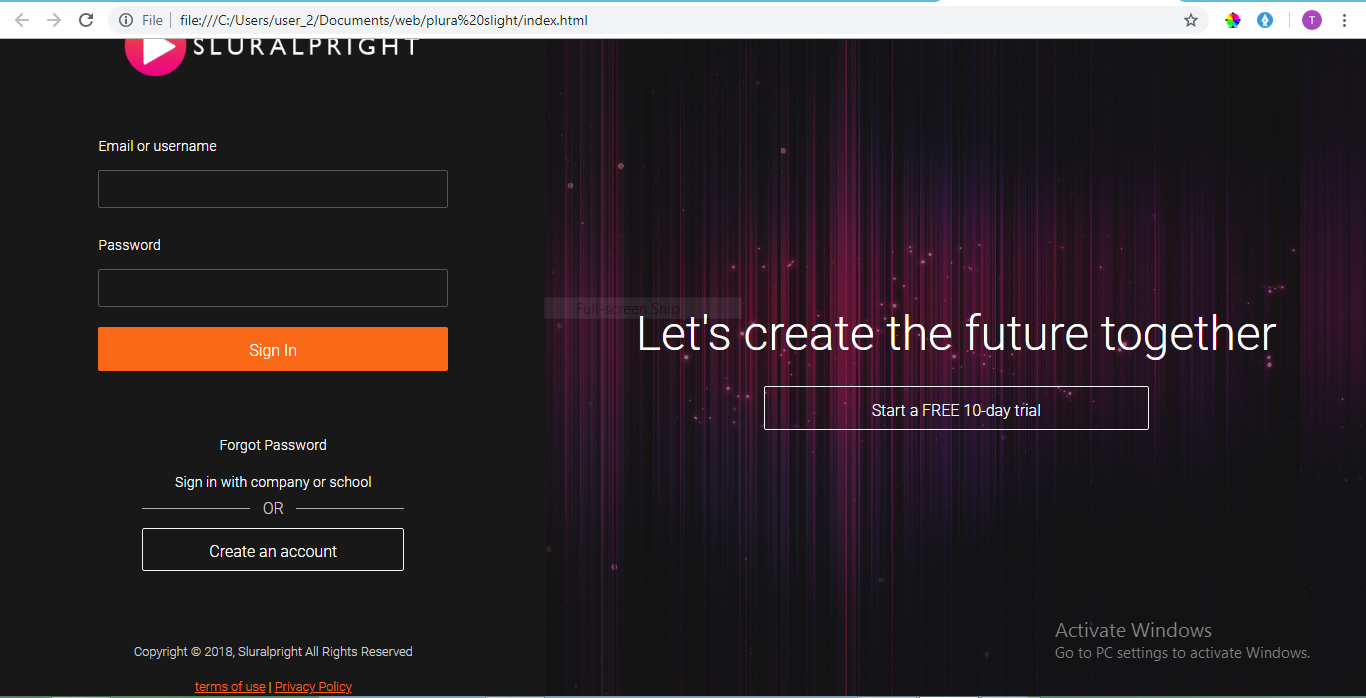 File
file:///C:/Users/user_2/Documents/web/plura%20slight/index.html
T
SLURALPRIGHT
Email or username
Password
Sign In
Forgot Password
Sign in with company or school
OR
Create an account
Copyright © 2018, Sluralpright All Rights Reserved
terms of use | Privacy Policy
Full-screen Snip
Let's create the future together
Start a FREE 10-day trial
Activate Windows
Go to PC settings to activate Windows.